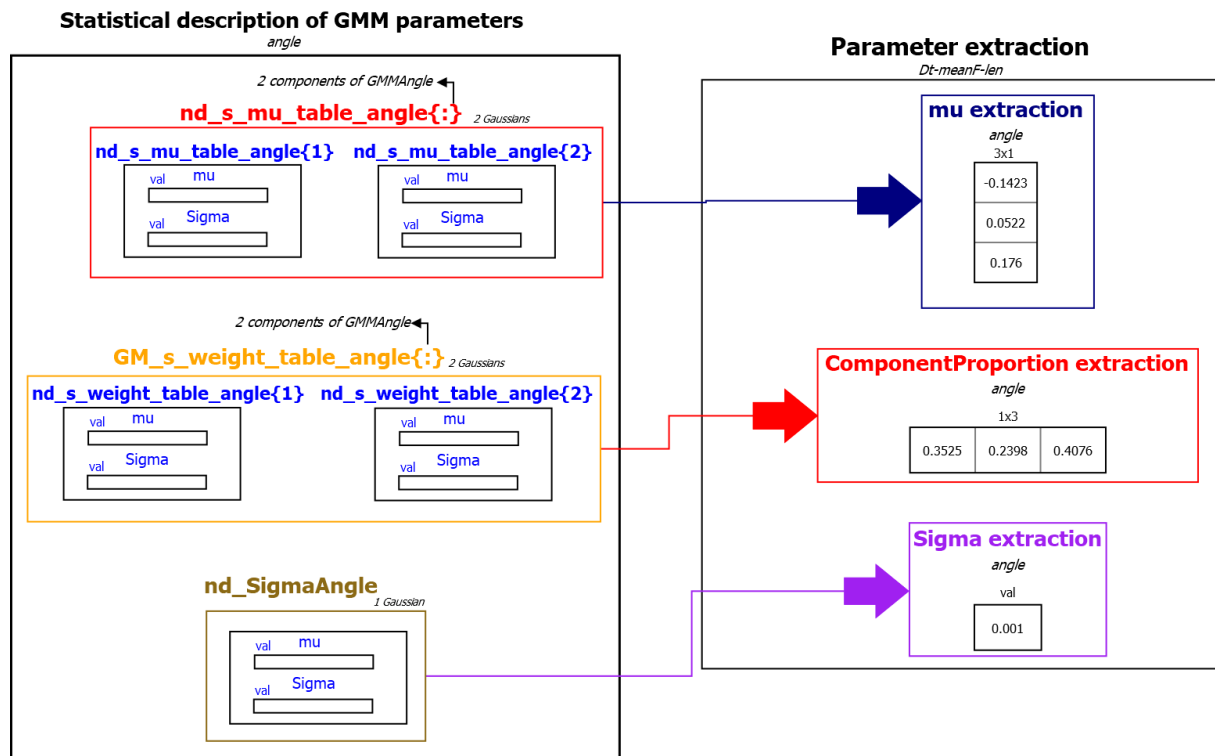 Statistical description of GMM parameters
angle
2 components of GMMAngle
nd_s_mu_table_angle{:}
2 Gaussians
nd_s_mu_table_angle{1}
nd_s_mu_table_angle{2}
val mu
val Sigma
val mu
val Sigma
2 components of GMMAngle
GM_s_weight_table_angle{:}
2 Gaussians
nd_s_weight_table_angle{1}
nd_s_weight_table_angle{2}
val mu
val Sigma
val mu
val Sigma
nd_SigmaAngle
1 Gaussian
val mu
val Sigma
Parameter extraction
Dt-meanF-len
mu extraction
angle
3x1
-0.1423
0.0522
0.176
ComponentProportion extraction
angle
1x3
0.3525 0.2398 0.4076
Sigma extraction
angle
val
0.001